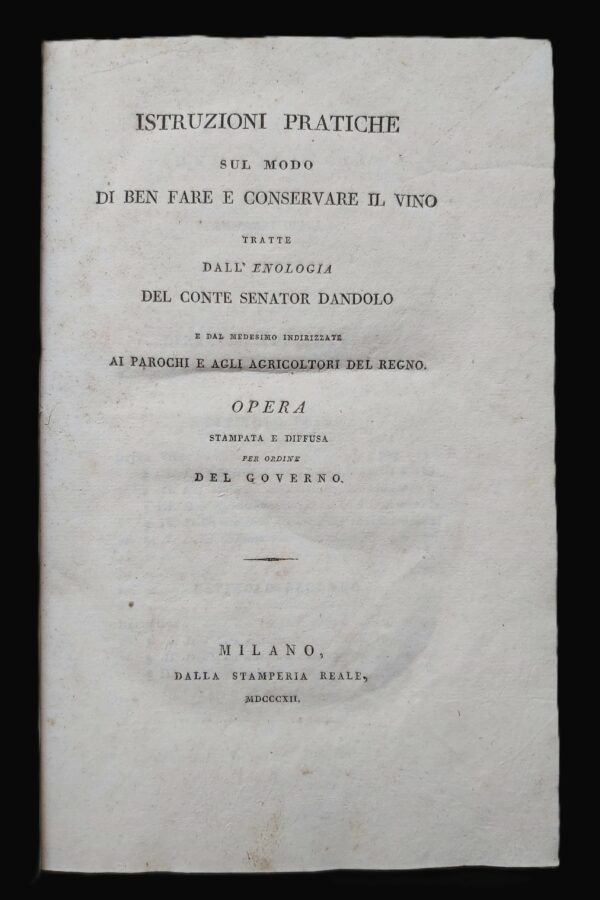 ISTRUZIONI PRATICHE
SUL MODO
DI BEN FARE E CONSERVARE IL VINO
TRATTE
DALL' ENOLOGIA
DEL CONTE SENATOR DANDOLO
E DAL MEDESIMO INDIRIZZATE
AI PAROCHI E AGLI AGRICOLTORI DEL REGNO.
OPERA
STAMPATA E DIFFUSA
PER ORDINE
DEL GOVERNO.
MILANO,
DALLA STAMPERIA REALE,
MDCCCXII.